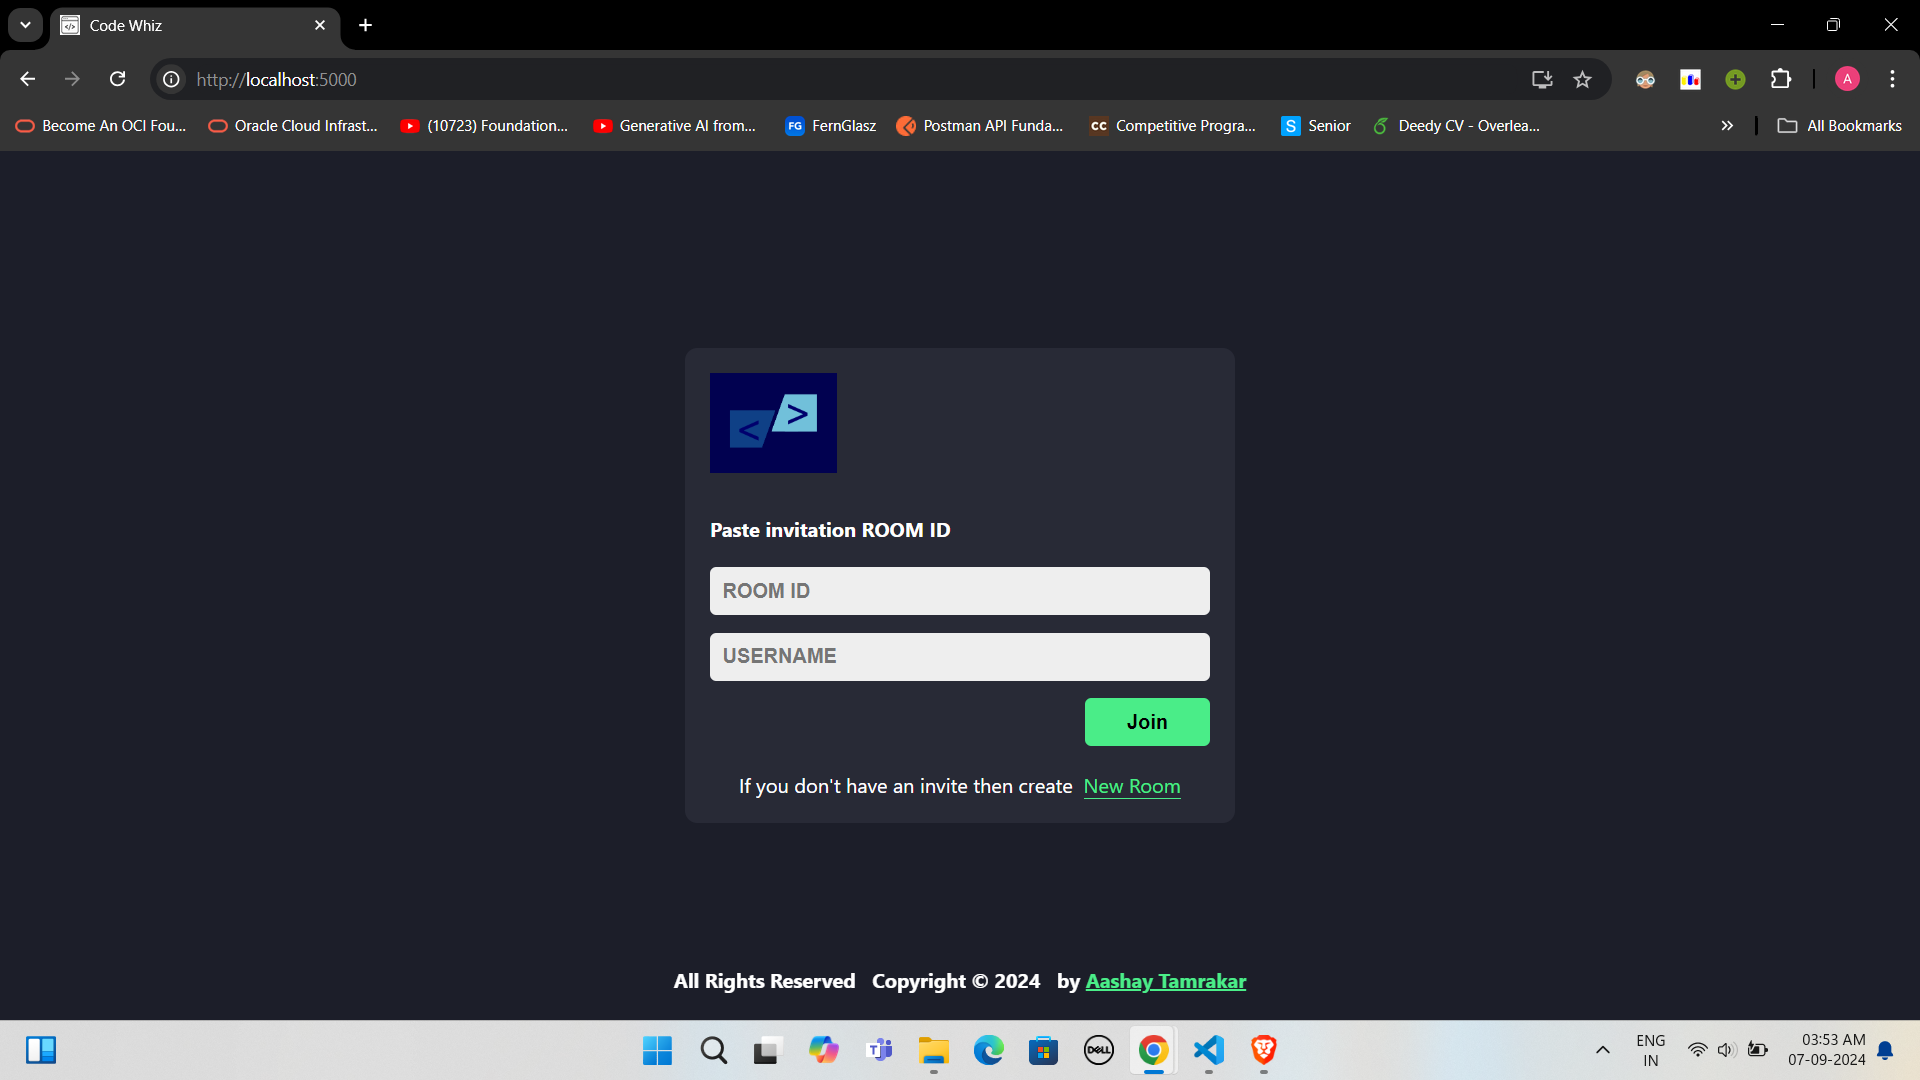 Code Whiz
http://localhost:5000
A
Become An OCI Fou...
Oracle Cloud Infrast...
(10723) Foundation...
Generative AI from...
FG FernGlasz
Postman API Funda...
CC Competitive Progra...
S Senior
Deedy CV - Overlea...
All Bookmarks
< >
Paste invitation ROOM ID
ROOM ID
USERNAME
Join
If you don't have an invite then create New Room
All Rights Reserved Copyright © 2024 by Aashay Tamrakar
T
DELL
ENG
IN
03:53 AM
07-09-2024